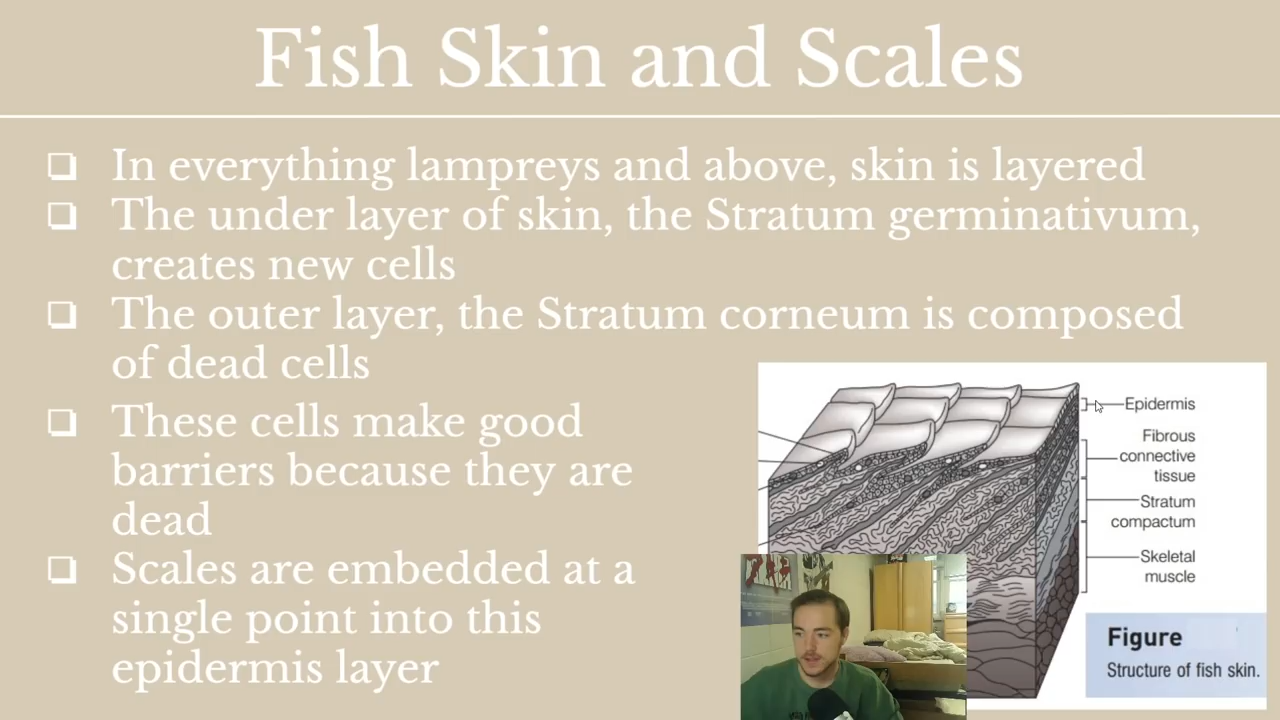 Fish Skin and Scales
In everything lampreys and above, skin is layered
The under layer of skin, the Stratum germinativum,
creates new cells
The outer layer, the Stratum corneum is composed
of dead cells
These cells make good
barriers because they are
dead
Scales are embedded at a
single point into this
epidermis layer
Epidermis
Fibrous
connective
tissue
Stratum
compactum
Skeletal
muscle
Figure
Structure of fish skin.